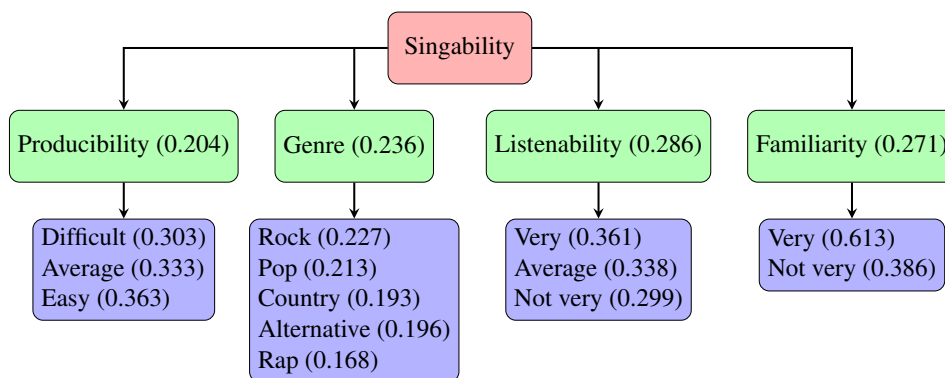 Singability
Producibility (0.204)
Genre (0.236)
Listenability (0.286)
Familiarity (0.271)
Difficult (0.303)
Average (0.333)
Easy (0.363)
Rock (0.227)
Pop (0.213)
Country (0.193)
Alternative (0.196)
Rap (0.168)
Very (0.361)
Average (0.338)
Not very (0.299)
Very (0.613)
Not very (0.386)